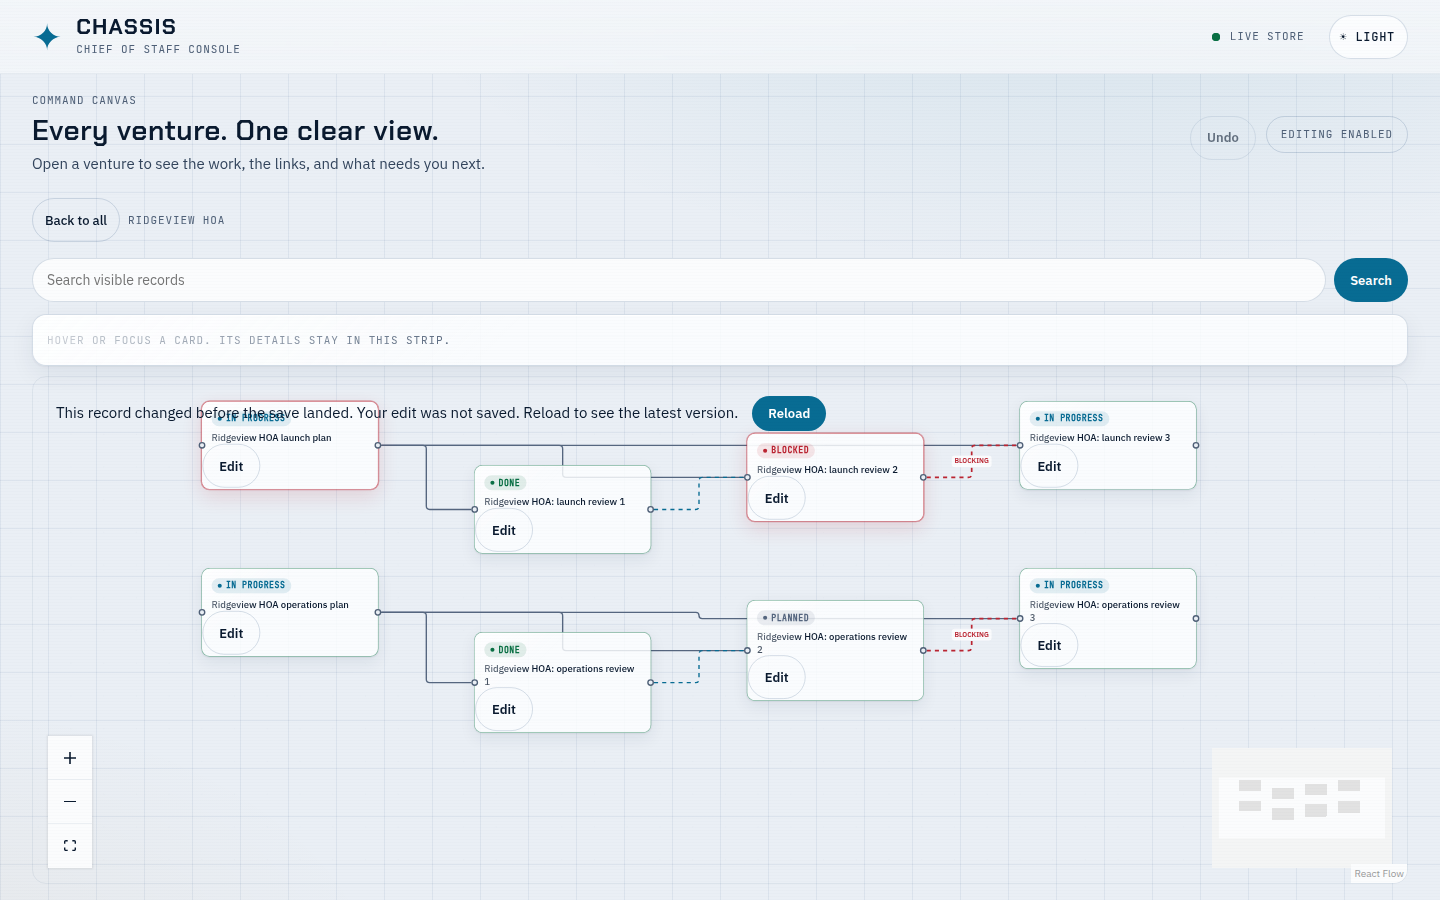 CHASSIS
CHIEF OF STAFF CONSOLE
LIVE STORE
☀ LIGHT
COMMAND CANVAS
Every venture. One clear view.
Open a venture to see the work, the links, and what needs you next.
Undo
EDITING ENABLED
Back to all
RIDGEVIEW HOA
Search visible records
Search
HOVER OR FOCUS A CARD. ITS DETAILS STAY IN THIS STRIP.
This record changed before the save landed. Your edit was not saved. Reload to see the latest version.
Reload
IN PROGRESS
Ridgeview HOA launch plan
Edit
DONE
Ridgeview HOA: launch review 1
Edit
BLOCKED
Ridgeview HOA: launch review 2
Edit
BLOCKING
IN PROGRESS
Ridgeview HOA: launch review 3
Edit
IN PROGRESS
Ridgeview HOA operations plan
Edit
DONE
Ridgeview HOA: operations review
1
Edit
PLANNED
Ridgeview HOA: operations review
2
Edit
BLOCKING
IN PROGRESS
Ridgeview HOA: operations review
3
Edit
React Flow